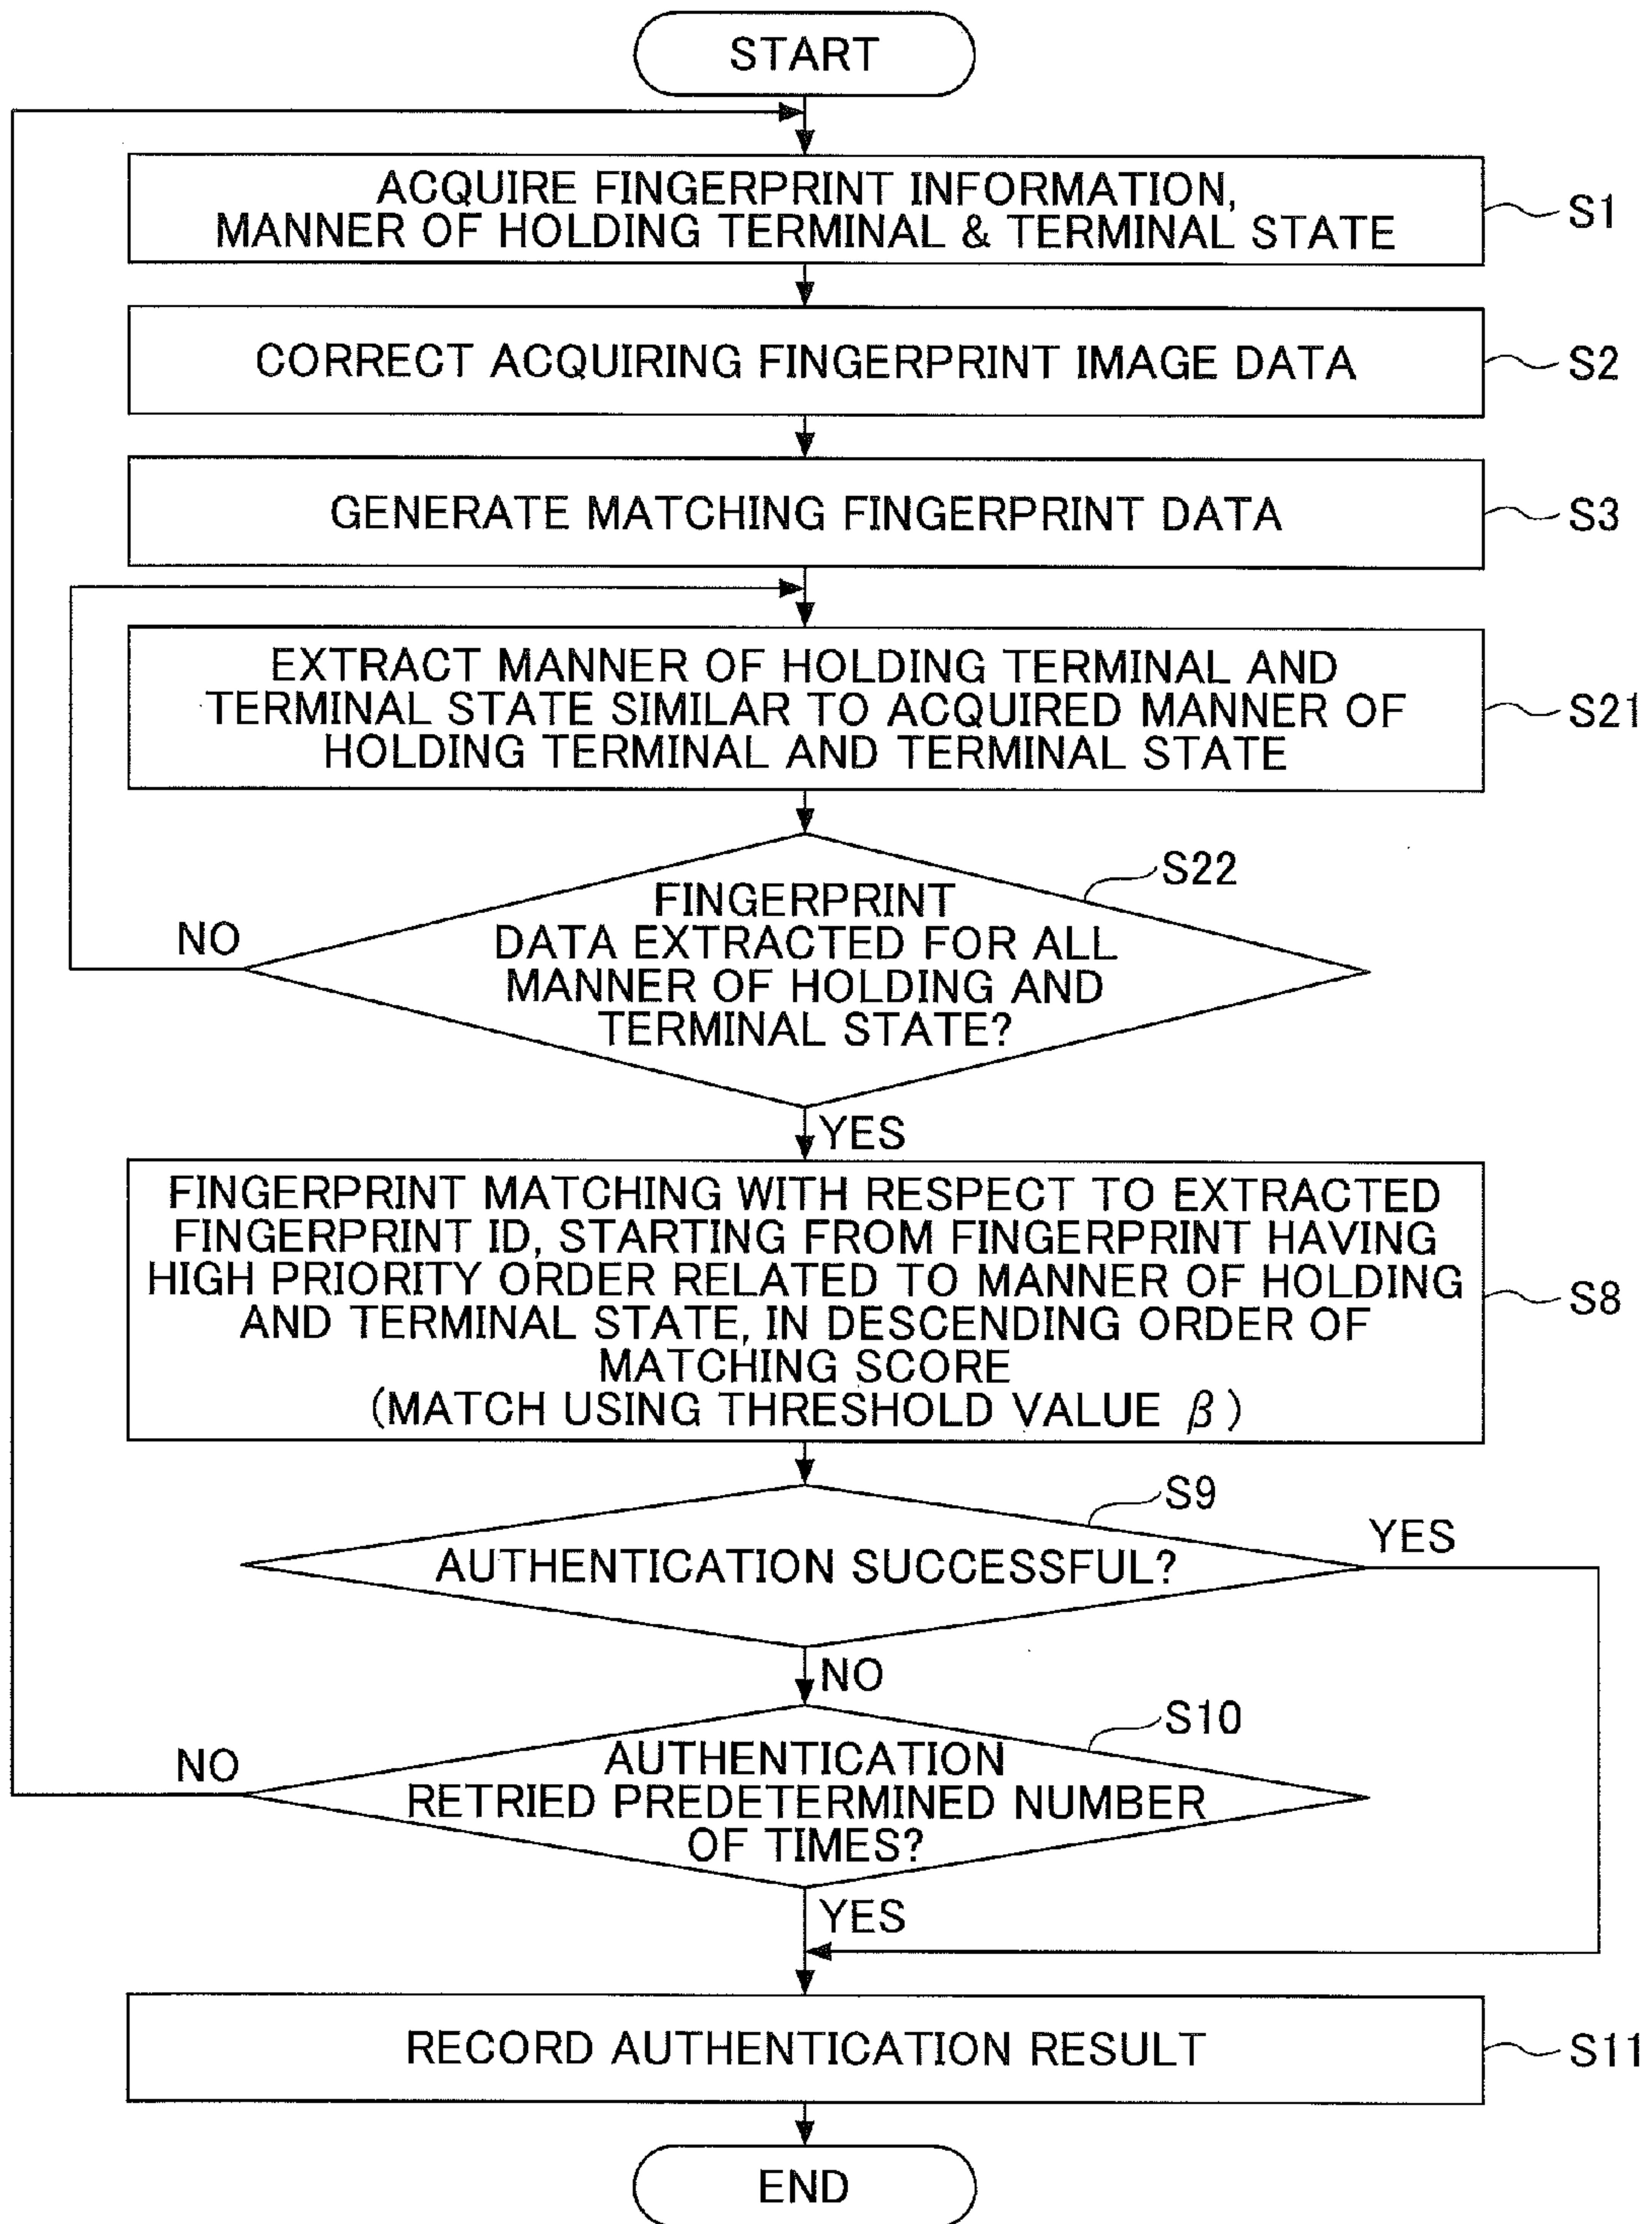 START
ACQUIRE FINGERPRINT INFORMATION,
MANNER OF HOLDING TERMINAL & TERMINAL STATE
S1
CORRECT ACQUIRING FINGERPRINT IMAGE DATA
S2
GENERATE MATCHING FINGERPRINT DATA
S3
EXTRACT MANNER OF HOLDING TERMINAL AND
TERMINAL STATE SIMILAR TO ACQUIRED MANNER OF
HOLDING TERMINAL AND TERMINAL STATE
S21
S22
FINGERPRINT
DATA EXTRACTED FOR ALL
MANNER OF HOLDING AND
TERMINAL STATE?
NO
YES
FINGERPRINT MATCHING WITH RESPECT TO EXTRACTED
FINGERPRINT ID, STARTING FROM FINGERPRINT HAVING
HIGH PRIORITY ORDER RELATED TO MANNER OF HOLDING
AND TERMINAL STATE, IN DESCENDING ORDER OF
MATCHING SCORE
(MATCH USING THRESHOLD VALUE β)
S8
S9
AUTHENTICATION SUCCESSFUL?
YES
NO
S10
AUTHENTICATION
RETRIED PREDETERMINED NUMBER
OF TIMES?
NO
YES
RECORD AUTHENTICATION RESULT
S11
END